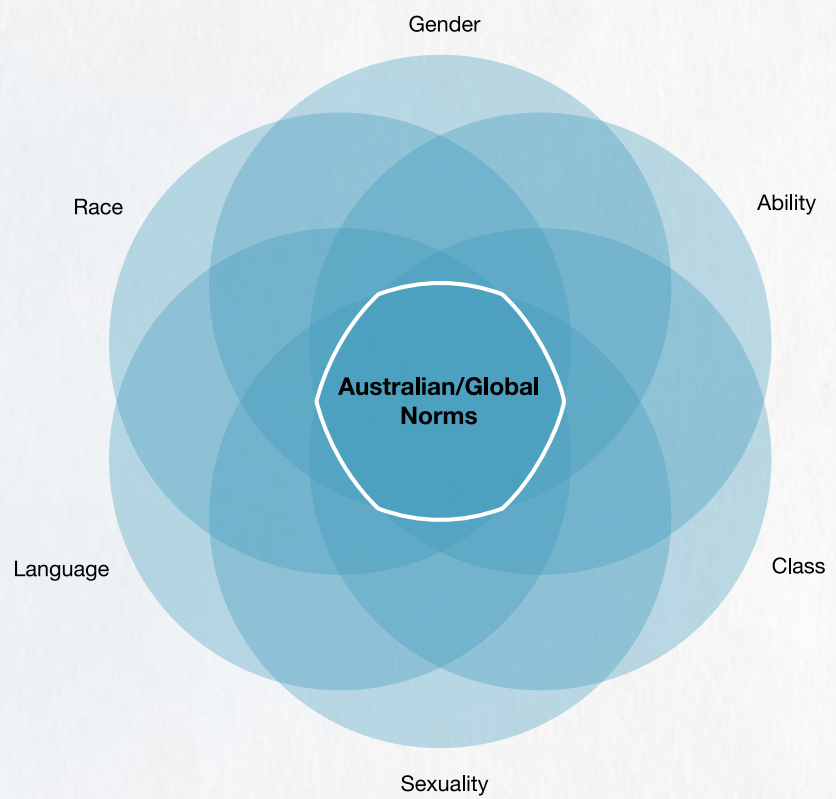 Gender
Race
Ability
Australian/Global
Norms
Language
Class
Sexuality